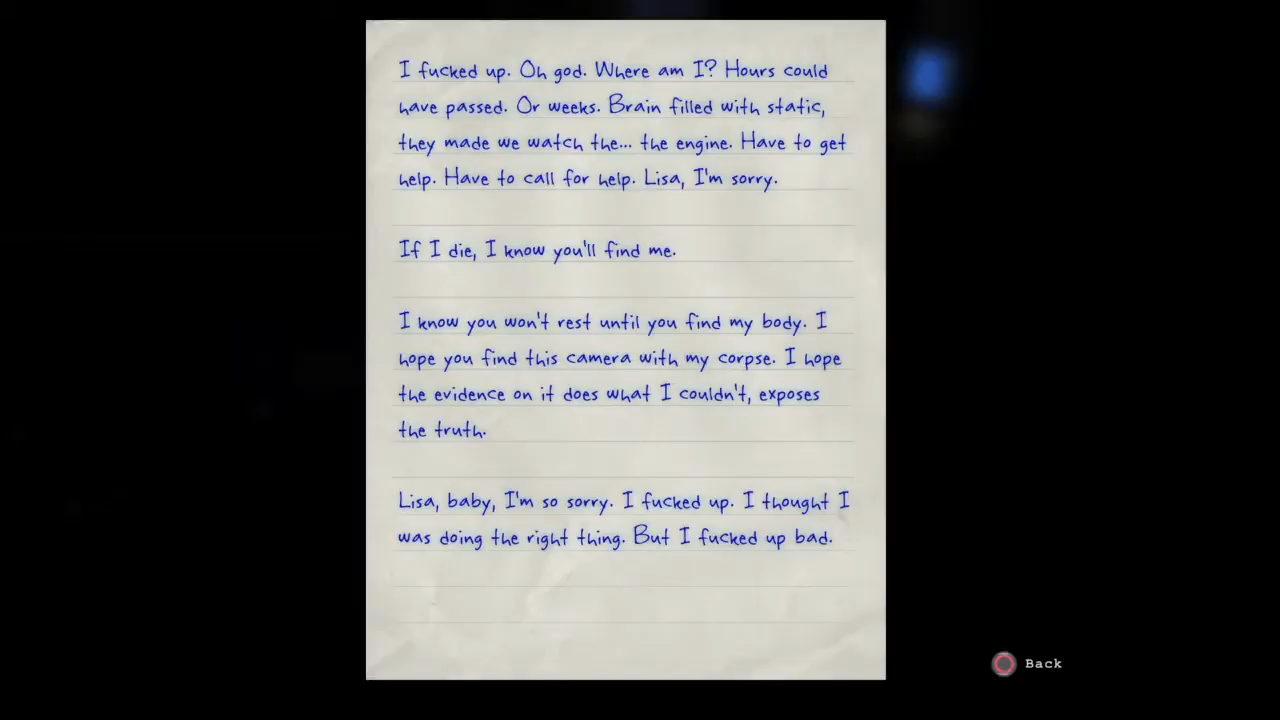 I fucked up. Oh god. Where am I? Hours could
have passed. Or weeks. Brain filled with static,
they made we watch the... the engine. Have to get
help. Have to call for help. Lisa, I'm sorry.
If I die, I know you'll find me.
I know you won't rest until you find my body. I
hope you find this camera with my corpse. I hope
the evidence on it does what I couldn't, exposes
the truth.
Lisa, baby, I'm so sorry. I fucked up. I thought I
was doing the right thing. But I fucked up bad.
Back